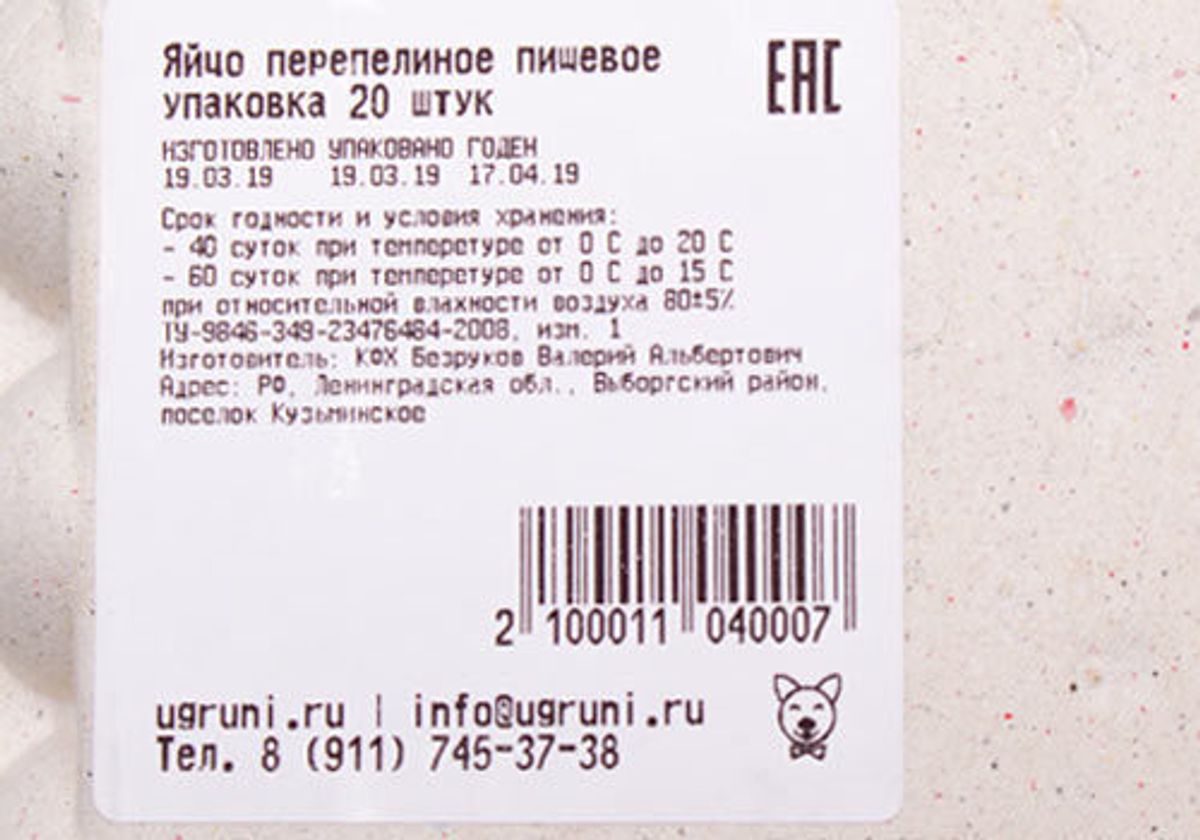 Яйцо перепелиное пищевое
EAC
упаковка 20 штук
ИЗГОТОВЛЕНО УПАКОВАНО ГОДЕН
19.03.19 19.03.19 17.04.19
Срок годности и условия хранения:
- 40 суток при температуре от 0 С до 20 С
- 60 суток при температуре от 0 С до 15 С
при относительной влажности воздуха 80±5%
ТУ-9846-349-23476484-2008, изм. 1
Изготовитель: КФХ Безруков Валерий Альбертович
Адрес: РФ, Ленинградская обл., Выборгский район,
поселок Кузьминское
2 100011 040007
ugruni.ru | info@ugruni.ru
Тел. 8 (911) 745-37-38